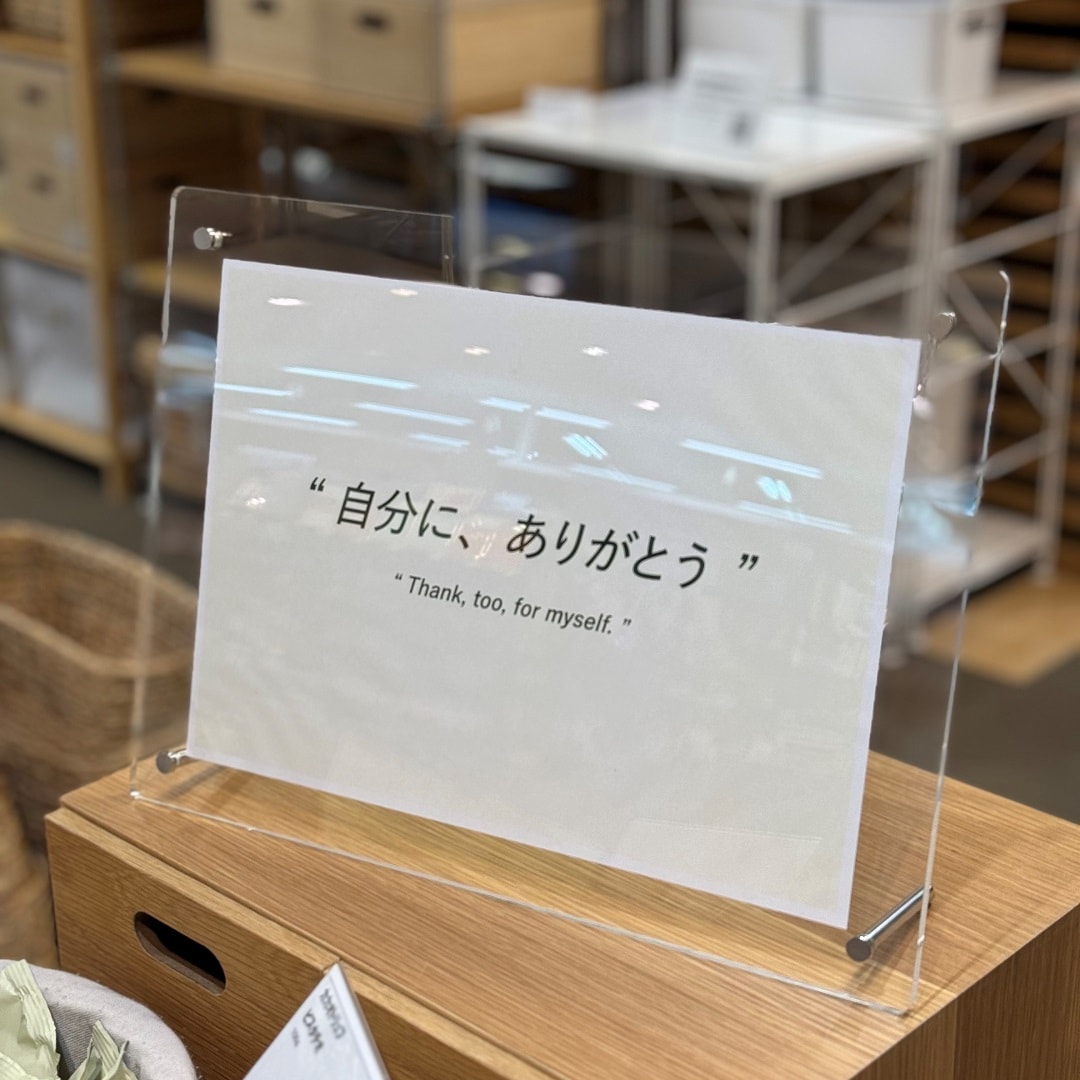 “ 自分に、ありがとう ”
“ Thank, too, for myself. ”